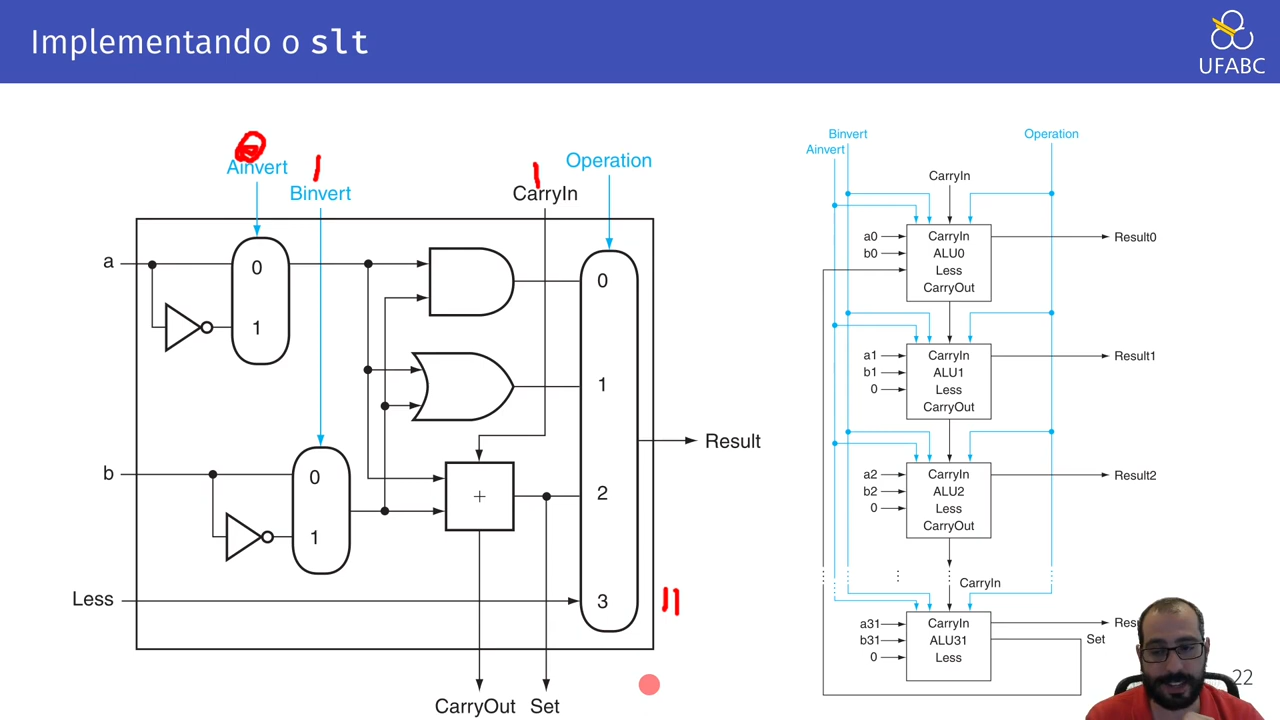 Implementando o slt
UFABC
0
Ainvert
1
Binvert
1
CarryIn
Operation
a
0
1
0
1
Result
b
0
1
+
2
Less
3
11
CarryOut
Set
Binvert
Ainvert
Operation
CarryIn
a0
b0
CarryIn
ALU0
Less
CarryOut
Result0
a1
b1
0
CarryIn
ALU1
Less
CarryOut
Result1
a2
b2
0
CarryIn
ALU2
Less
CarryOut
Result2
CarryIn
a31
b31
0
CarryIn
ALU31
Less
Set
22